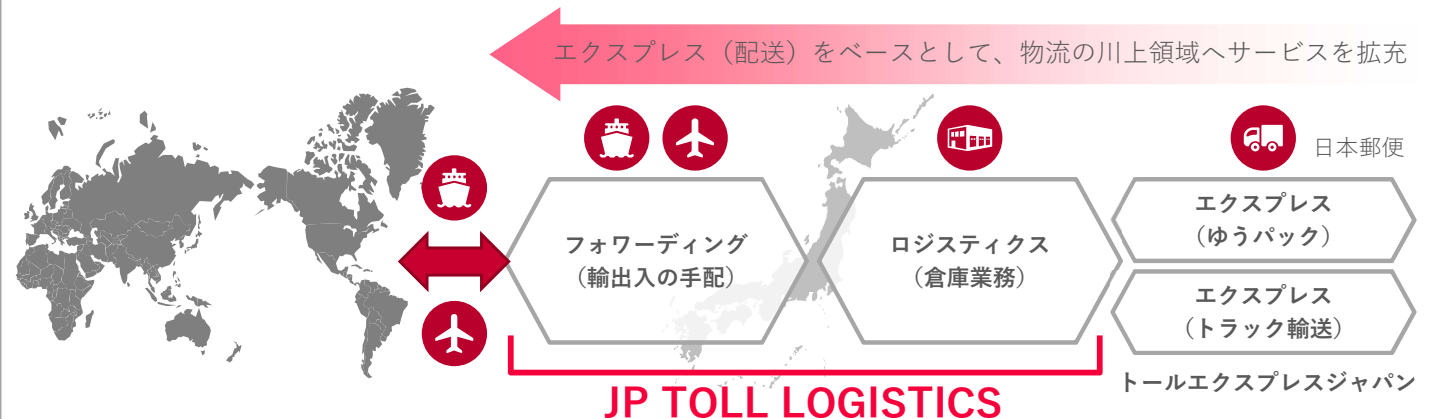 エクスプレス（配送）をベースとして、物流の川上領域へサービスを拡充
日本郵便
フォワーディング
（輸出入の手配）
ロジスティクス
（倉庫業務）
エクスプレス
（ゆうパック）
エクスプレス
（トラック輸送）
トールエクスプレスジャパン
JP TOLL LOGISTICS